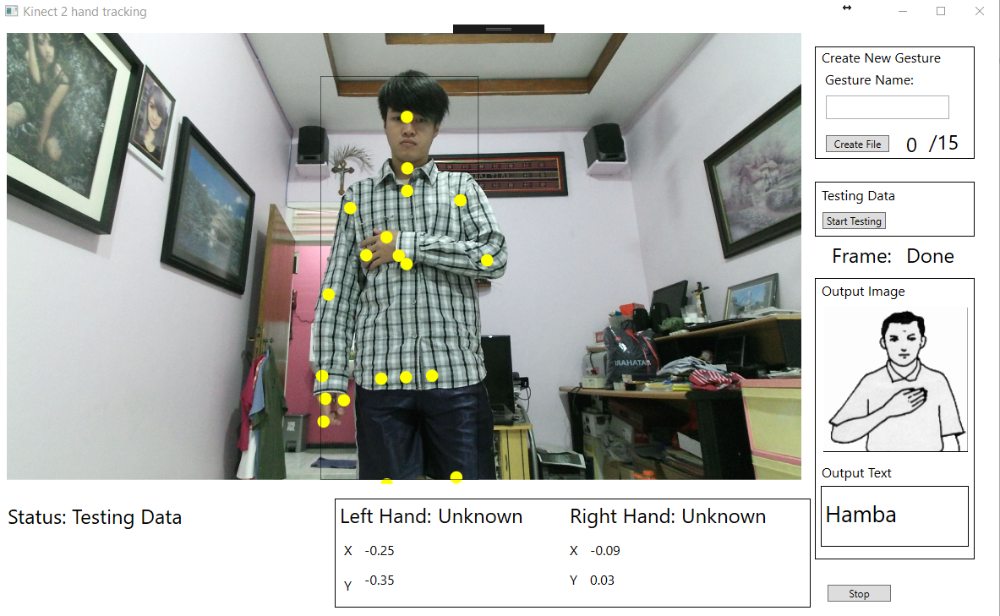 Kinect 2 hand tracking
Create New Gesture
Gesture Name:
Create File 0 /15
Testing Data
Start Testing
Frame: Done
Output Image
Output Text
Hamba
Stop
Status: Testing Data
Left Hand: Unknown
X -0.25
Y -0.35
Right Hand: Unknown
X -0.09
Y 0.03
MATAHARI